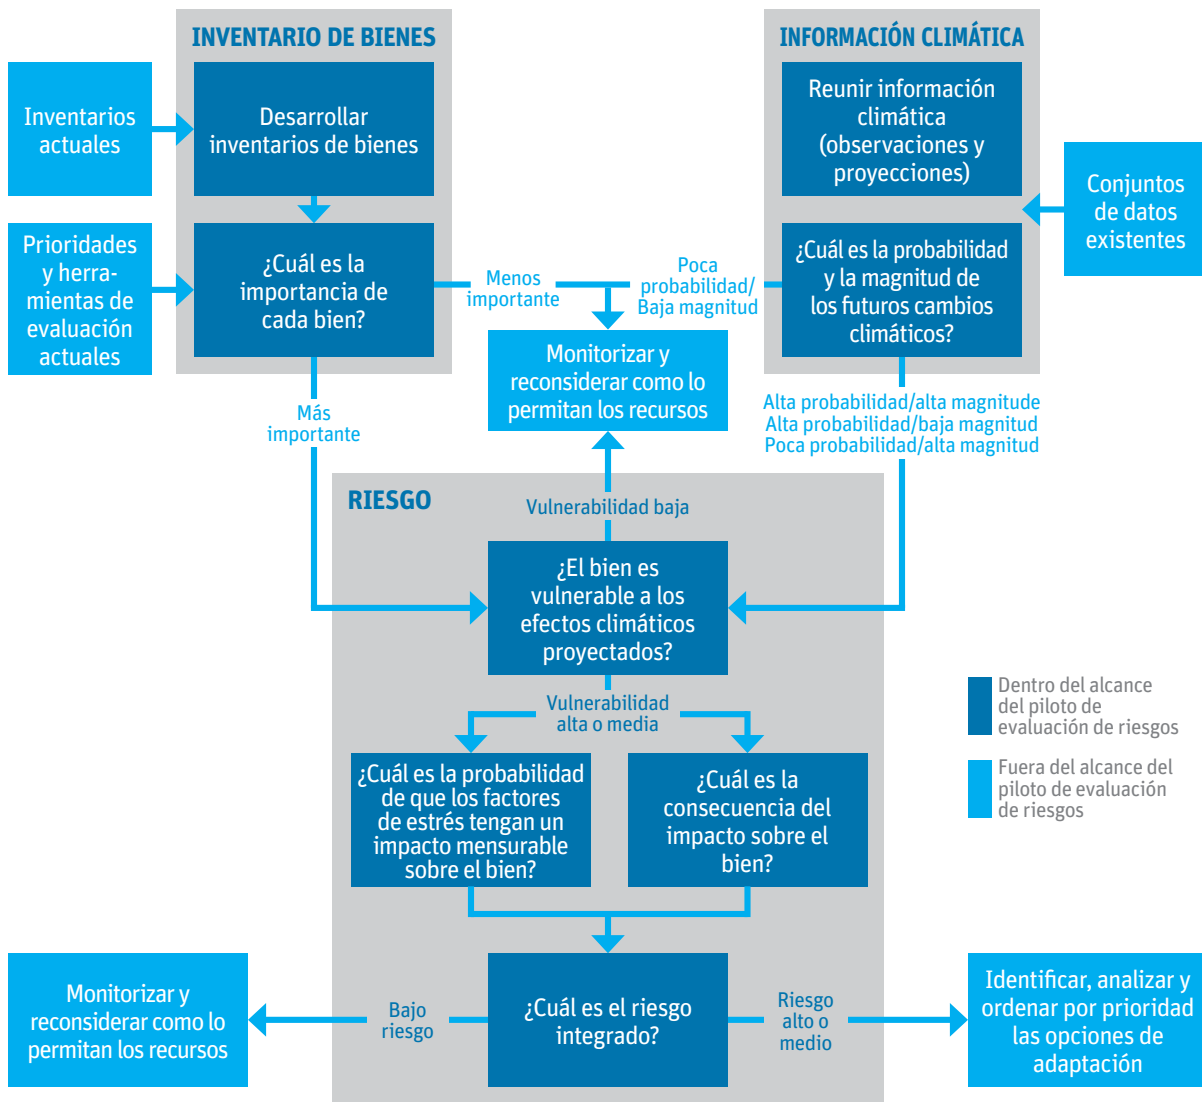 INVENTARIO DE BIENES
Inventarios
actuales
Desarrollar
inventarios de bienes
Prioridades
y herra-
mientas de
evaluación
actuales
¿Cuál es la
importancia de
cada bien?
Menos
importante
Más
importante
INFORMACIÓN CLIMÁTICA
Reunir información
climática
(observaciones y
proyecciones)
Conjuntos
de datos
existentes
¿Cuál es la probabilidad
y la magnitud de
los futuros cambios
climáticos?
Poca
probabilidad/
Baja magnitud
Monitorizar y
reconsiderar como lo
permitan los recursos
Alta probabilidad/alta magnitude
Alta probabilidad/baja magnitud
Poca probabilidad/alta magnitud
RIESGO
Vulnerabilidad baja
¿El bien es
vulnerable a los
efectos climáticos
proyectados?
Vulnerabilidad
alta o media
¿Cuál es la probabilidad
de que los factores
de estrés tengan un
impacto mensurable
sobre el bien?
¿Cuál es la
consecuencia del
impacto sobre el
bien?
Dentro del alcance
del piloto de
evaluación de riesgos
Fuera del alcance del
piloto de evaluación
de riesgos
Monitorizar y
reconsiderar como lo
permitan los recursos
Bajo
riesgo
¿Cuál es el riesgo
integrado?
Riesgo
alto o
medio
Identificar, analizar y
ordenar por prioridad
las opciones de
adaptación